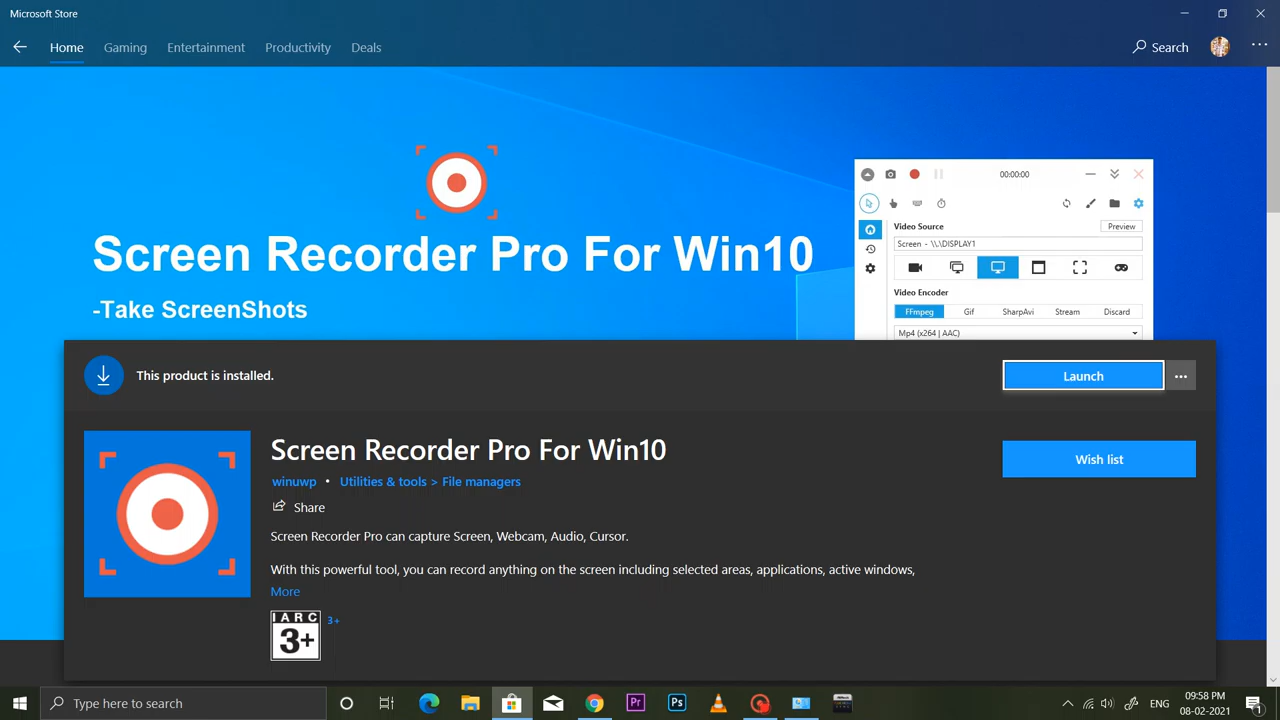 Microsoft Store
Home Gaming Entertainment Productivity Deals Search
Screen Recorder Pro For Win10
-Take ScreenShots
00:00:00
Video Source Preview
Screen - \\.\DISPLAY1
Video Encoder
FFmpeg Gif SharpAvi Stream Discard
Mp4 (x264 | AAC)
This product is installed. Launch
Screen Recorder Pro For Win10
Wish list
winuwp • Utilities & tools > File managers
Share
Screen Recorder Pro can capture Screen, Webcam, Audio, Cursor.
With this powerful tool, you can record anything on the screen including selected areas, applications, active windows,
More
IARC
3+
3+
Type here to search
Pr
Ps
ENG
09:58 PM
08-02-2021
1